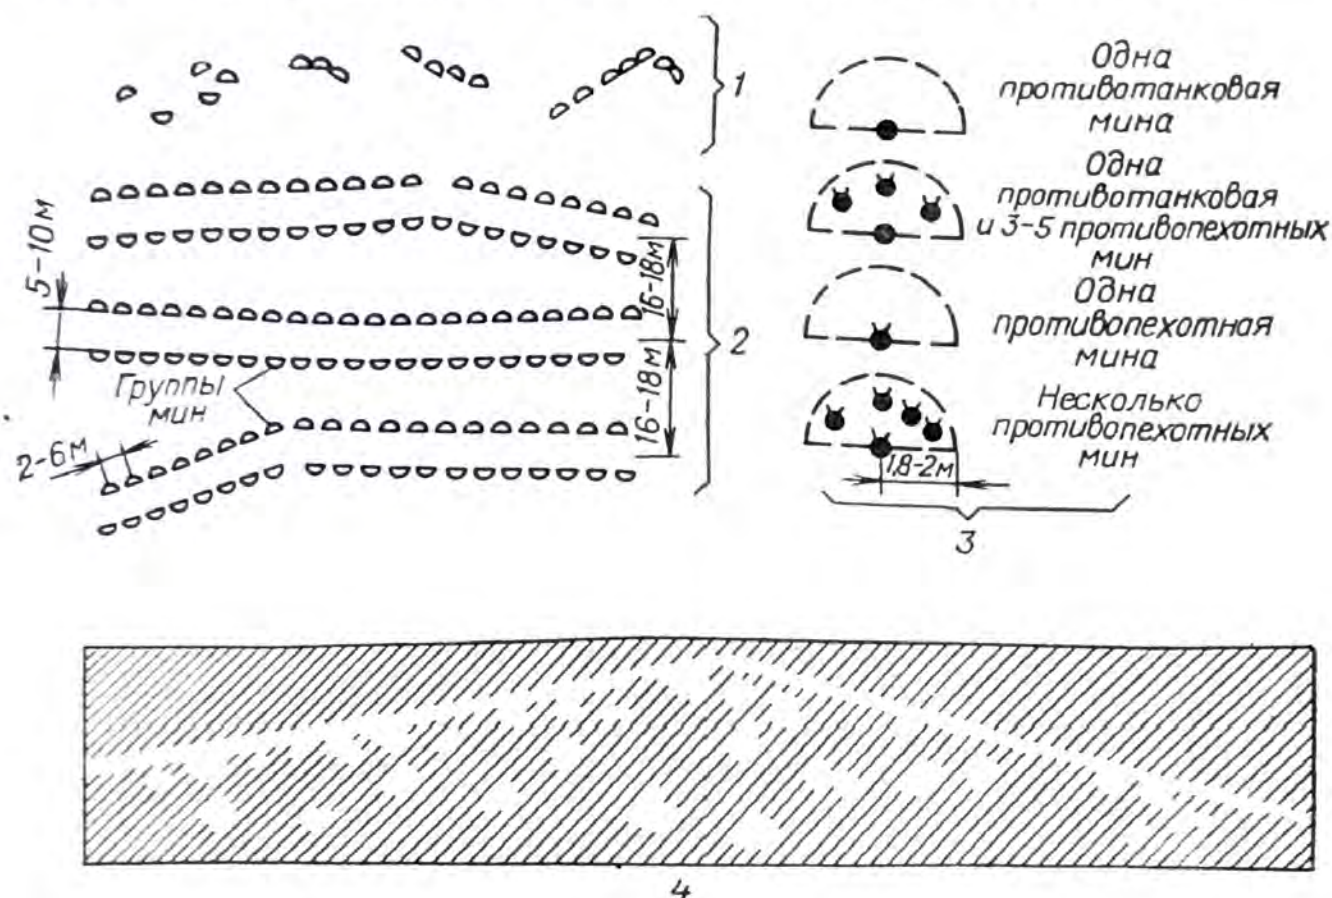 1
5-10м
16-18м
2
16-18м
Группы
мин
2-6м
Одна
противотанковая
мина
Одна
противотанковая
и 3-5 противопехотных
мин
Одна
противопехотная
мина
Несколько
противопехотных
мин
1,8-2м
3
4